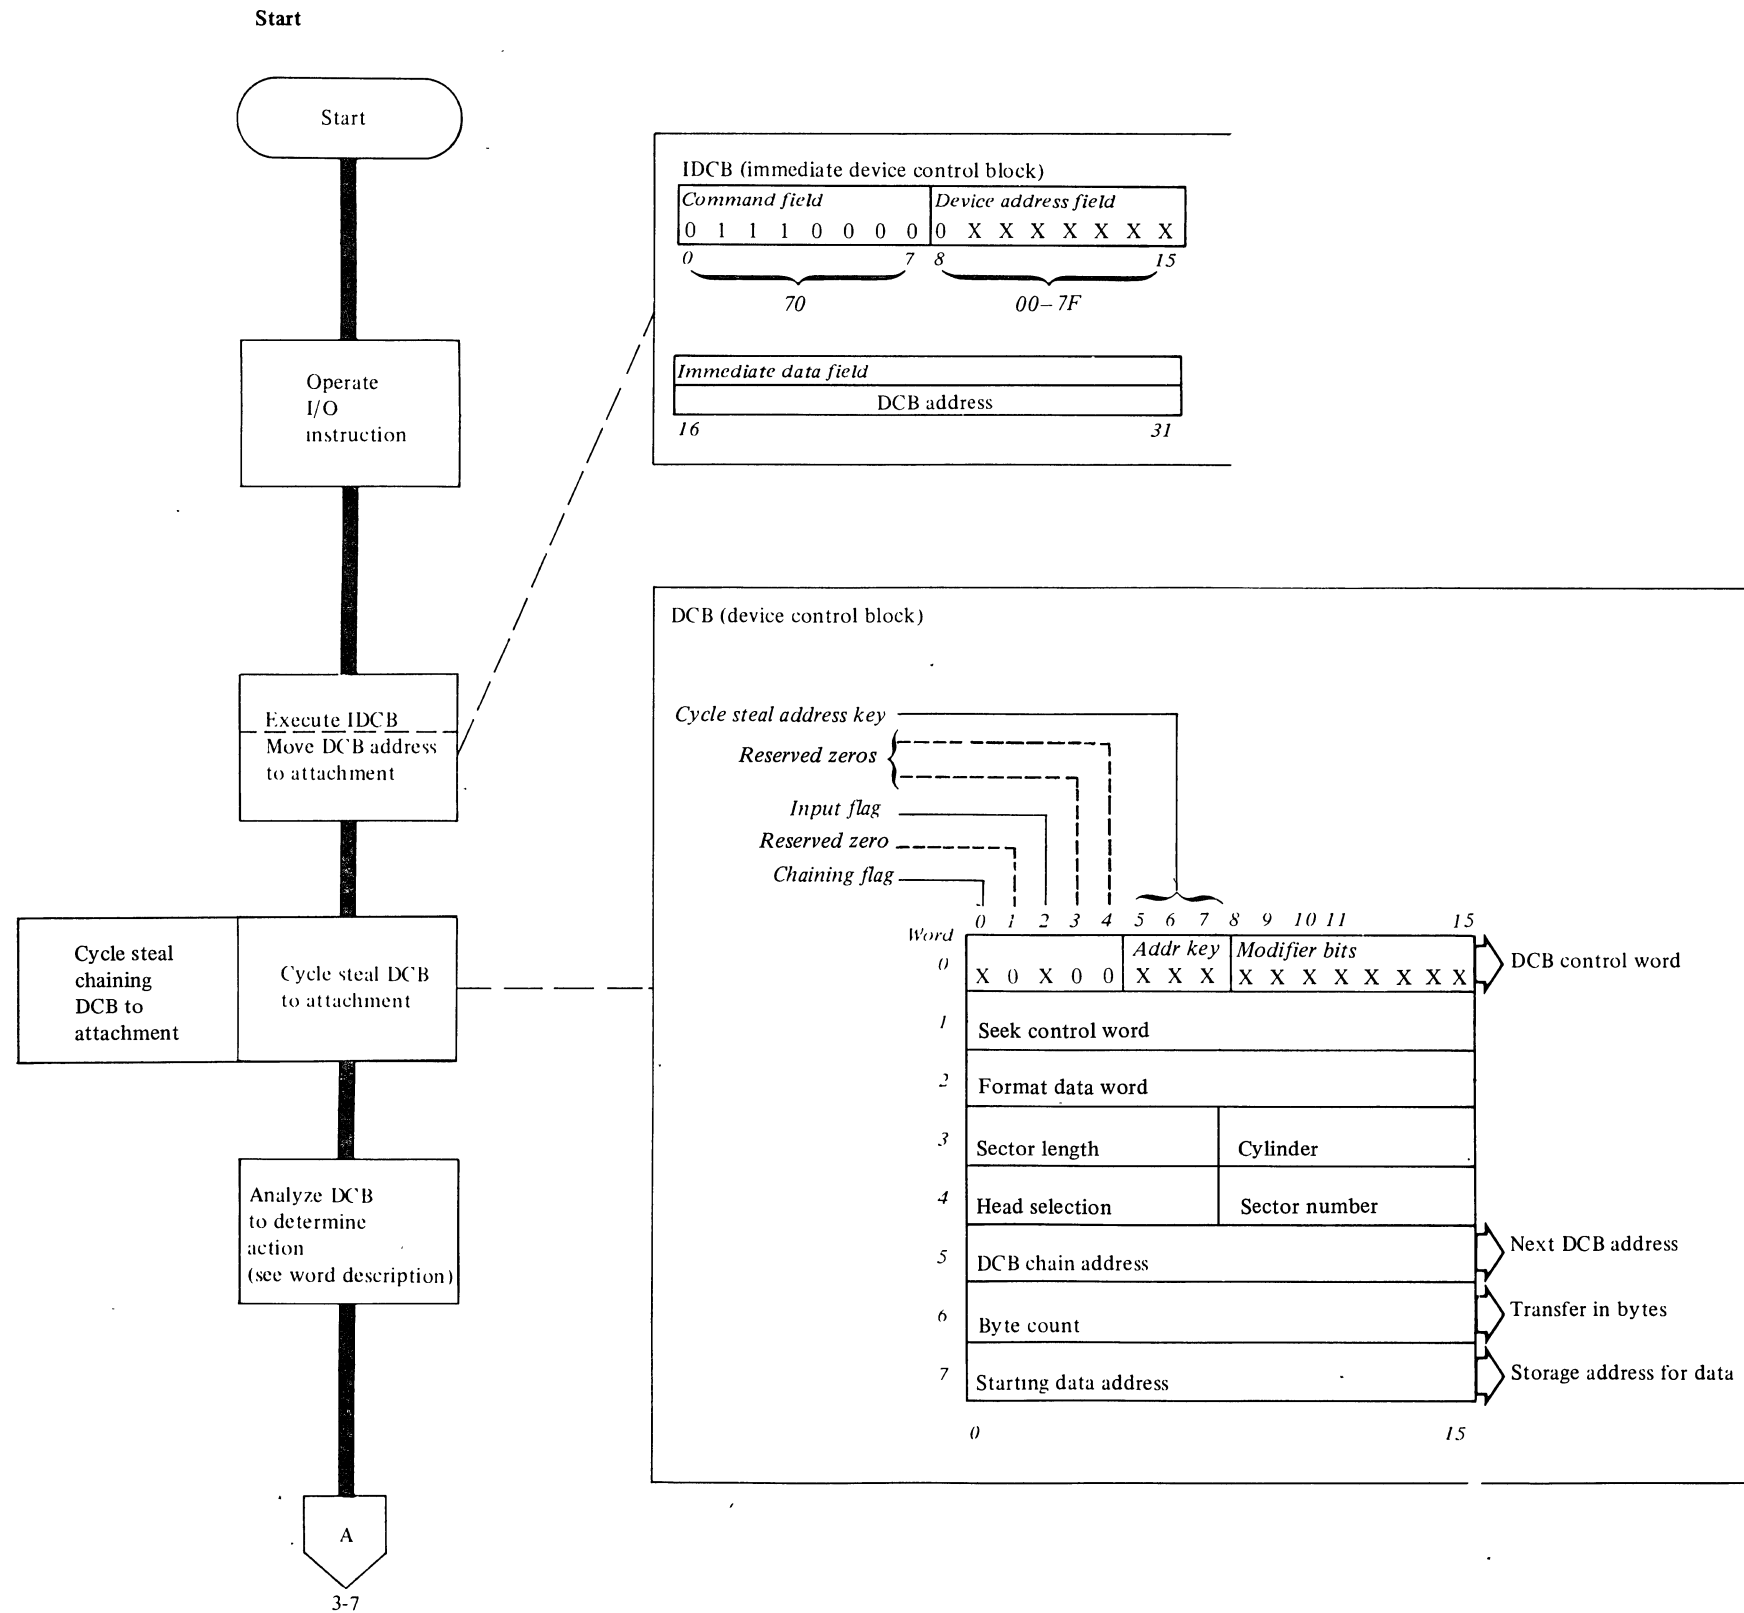 Start
Start
Operate
I/O
instruction
Execute IDCB
Move DCB address
to attachment
Cycle steal
chaining
DCB to
attachment
Cycle steal DCB
to attachment
Analyze DCB
to determine
action
(see word description)
A
3-7
IDCB (immediate device control block)
Command field Device address field
0 1 1 1 0 0 0 0 0 X X X X X X X
0 7 8 15
70 00-7F
Immediate data field
DCB address
16 31
DCB (device control block)
Cycle steal address key
Reserved zeros
Input flag
Reserved zero
Chaining flag
0 1 2 3 4 5 6 7 8 9 10 11 15
Word
Addr key Modifier bits
0 X 0 X 0 0 X X X X X X X X X X X DCB control word
1 Seek control word
2 Format data word
3 Sector length Cylinder
4 Head selection Sector number
5 DCB chain address Next DCB address
6 Byte count Transfer in bytes
7 Starting data address Storage address for data
0 15